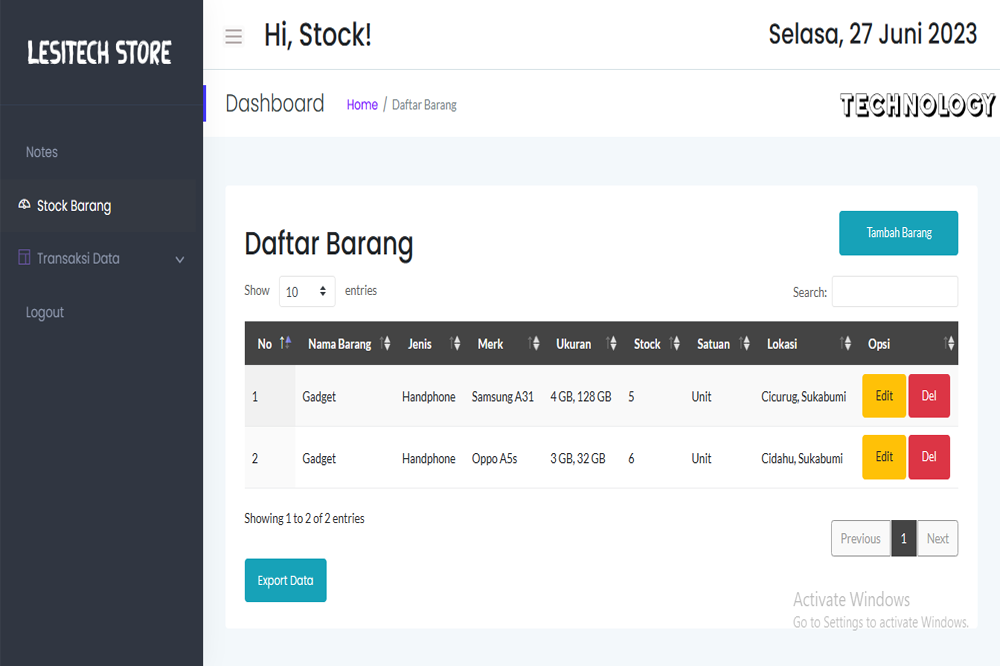 LESITECH STORE
Hi, Stock!
Selasa, 27 Juni 2023
Dashboard
Home / Daftar Barang
TECHNOLOGY
Notes
Stock Barang
Transaksi Data
Logout
Daftar Barang
Tambah Barang
Show 10 entries
Search:
No Nama Barang Jenis Merk Ukuran Stock Satuan Lokasi Opsi
1 Gadget Handphone Samsung A31 4 GB, 128 GB 5 Unit Cicurug, Sukabumi Edit Del
2 Gadget Handphone Oppo A5s 3 GB, 32 GB 6 Unit Cidahu, Sukabumi Edit Del
Showing 1 to 2 of 2 entries
Previous 1 Next
Export Data
Activate Windows
Go to Settings to activate Windows.